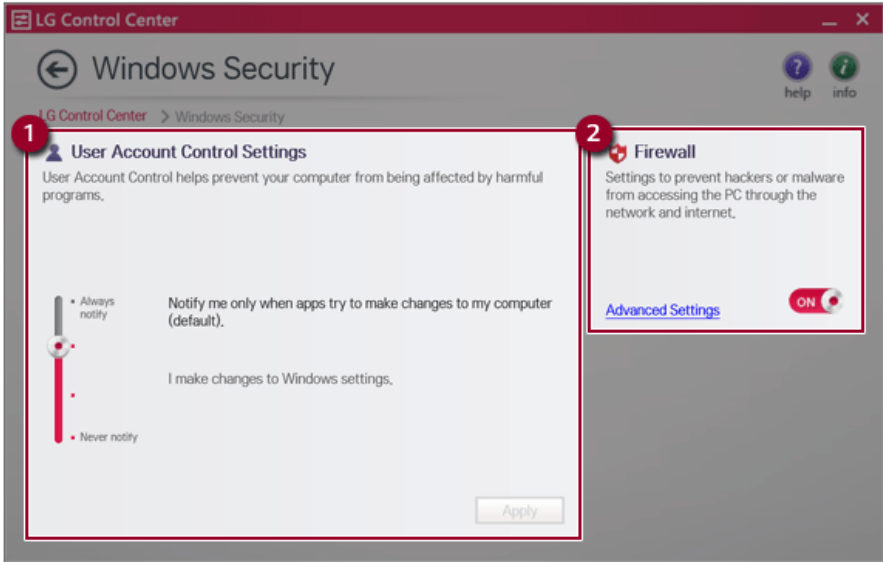 LG Control Center
Windows Security
help
info
LG Control Center > Windows Security
1
User Account Control Settings
User Account Control helps prevent your computer from being affected by harmful
programs.
Always
notify
Notify me only when apps try to make changes to my computer
(default).
I make changes to Windows settings.
Never notify
Apply
2
Firewall
Settings to prevent hackers or malware
from accessing the PC through the
network and internet.
Advanced Settings
ON